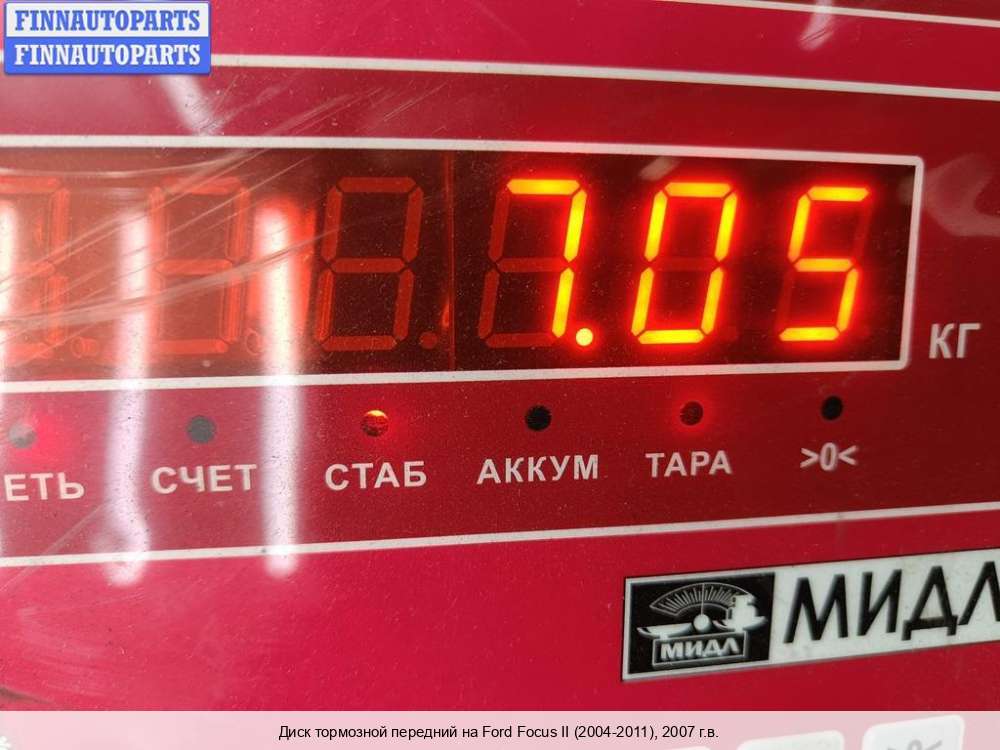 FINNAUTOPARTS
FINNAUTOPARTS
7.05
КГ
ЕТЬ СЧЕТ СТАБ АККУМ ТАРА >0<
МИДЛ МИДЛ
Диск тормозной передний на Ford Focus II (2004-2011), 2007 г.в.